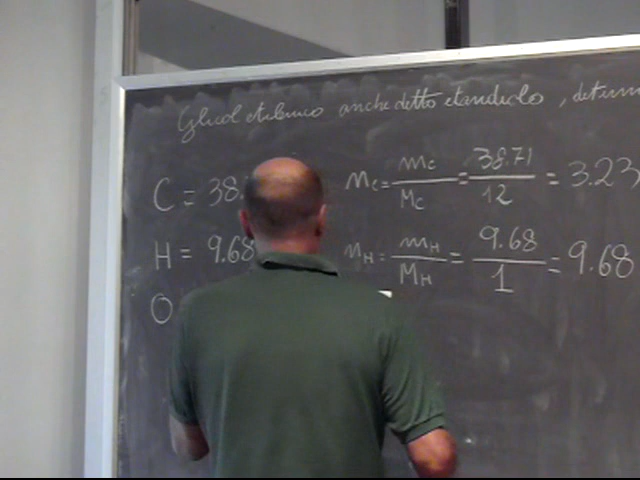 Glicol etilenico anche detto etandiolo, determ
C = 38. n_C = m_C / M_C = 38.71 / 12 = 3.23
H = 9.68 n_H = m_H / M_H = 9.68 / 1 = 9.68
O